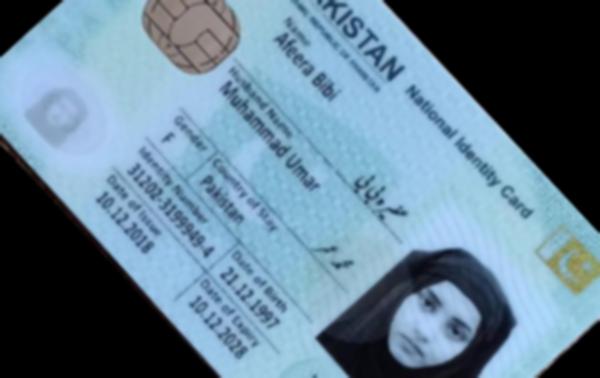 PAKISTAN National Identity Card
ISLAMIC REPUBLIC OF PAKISTAN
Name
Afeera Bibi
Husband Name
Muhammad Umar
Gender
Country of Stay
F
Pakistan
Identity Number
Date of Birth
31202-3199949-4
21.12.1997
Date of Issue
Date of Expiry
10.12.2018
10.12.2028